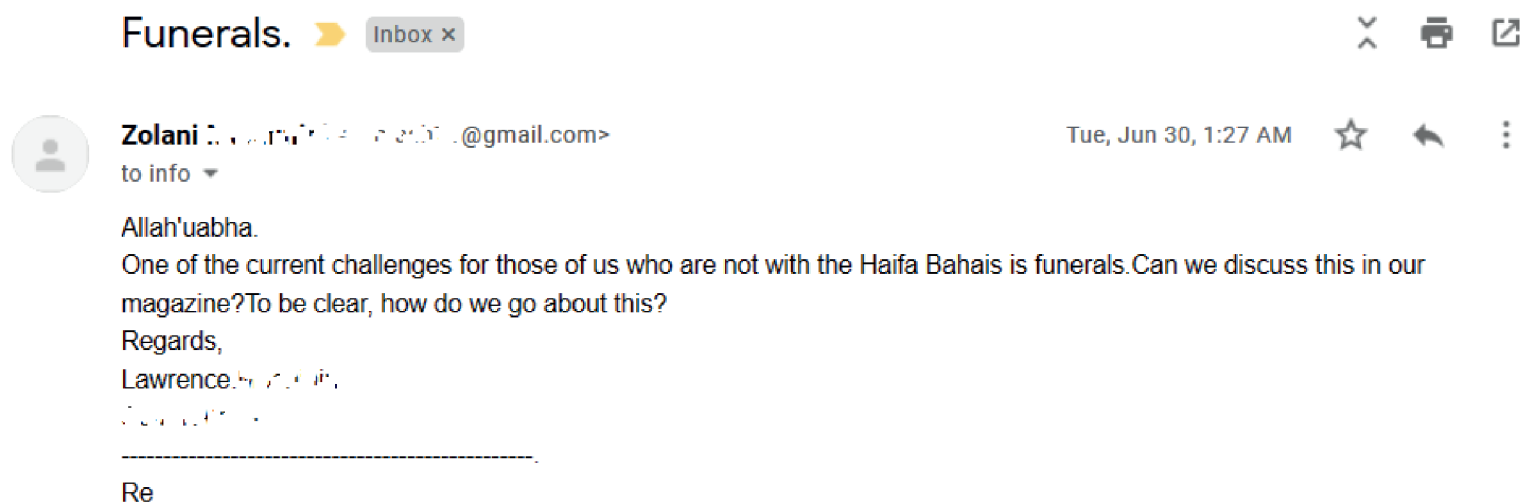 Funerals. Inbox ×
Zolani @gmail.com> Tue, Jun 30, 1:27 AM
to info
Allah'uabha.
One of the current challenges for those of us who are not with the Haifa Bahais is funerals.Can we discuss this in our
magazine?To be clear, how do we go about this?
Regards,
Lawrence.
-------------------------------------------------.
Re